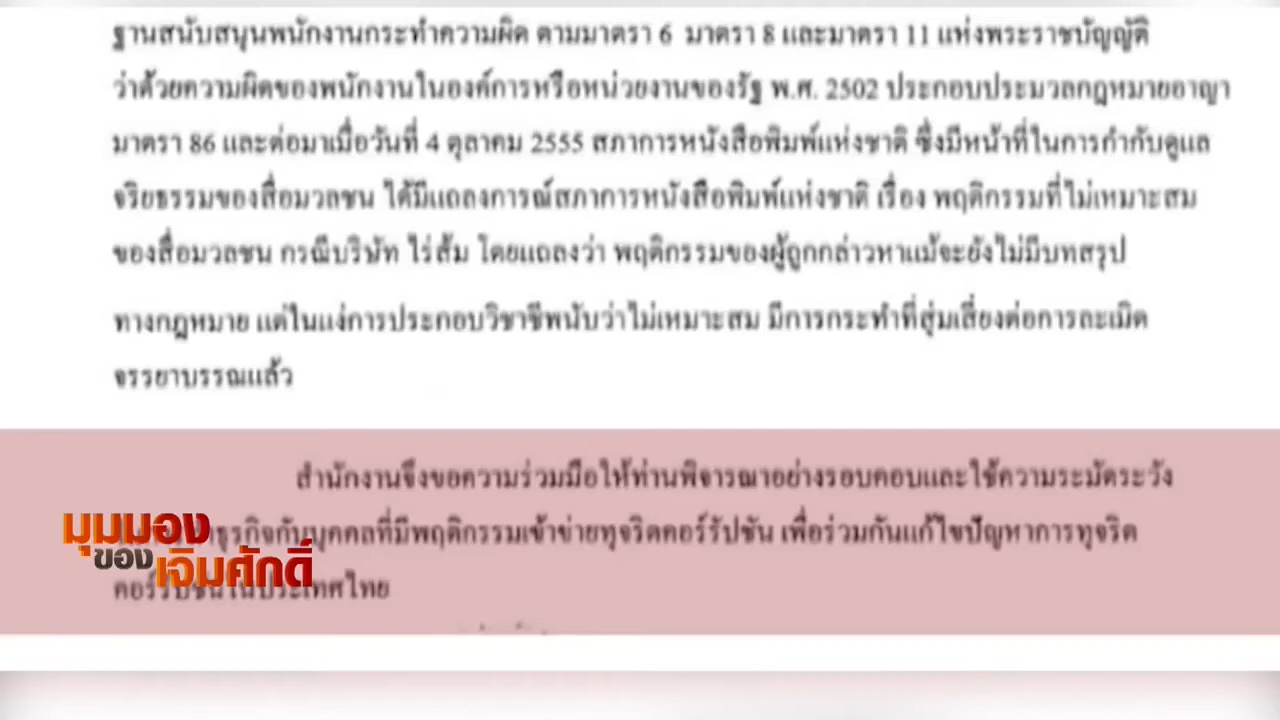 ฐานสนับสนุนพนักงานกระทำความผิด ตามมาตรา 6 มาตรา 8 และมาตรา 11 แห่งพระราชบัญญัติ
ว่าด้วยความผิดของพนักงานในองค์การหรือหน่วยงานของรัฐ พ.ศ. 2502 ประกอบประมวลกฎหมายอาญา
มาตรา 86 และต่อมาเมื่อวันที่ 4 ตุลาคม 2555 สภาการหนังสือพิมพ์แห่งชาติ ซึ่งมีหน้าที่ในการกำกับดูแล
จริยธรรมของสื่อมวลชน ได้มีแถลงการณ์สภาการหนังสือพิมพ์แห่งชาติ เรื่อง พฤติกรรมที่ไม่เหมาะสม
ของสื่อมวลชน กรณีบริษัท ไร่ส้ม โดยแถลงว่า พฤติกรรมของผู้ถูกกล่าวหาแม้จะยังไม่มีบทสรุป
ทางกฎหมาย แต่ในแง่การประกอบวิชาชีพนับว่าไม่เหมาะสม มีการกระทำที่สุ่มเสี่ยงต่อการละเมิด
จรรยาบรรณแล้ว
สำนักงานจึงขอความร่วมมือให้ท่านพิจารณาอย่างรอบคอบและใช้ความระมัดระวัง
ธุรกิจกับบุคคลที่มีพฤติกรรมเข้าข่ายทุจริตคอร์รัปชัน เพื่อร่วมกันแก้ไขปัญหาการทุจริต
คอร์รัปชันในประเทศไทย
มุมมอง
ของ
เจิมศักดิ์